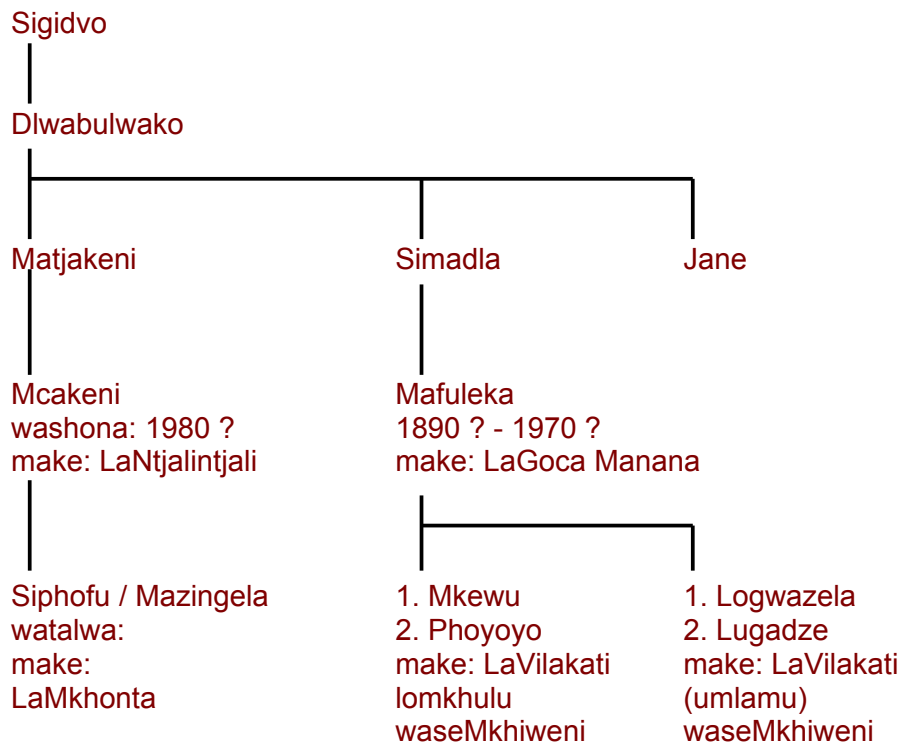 Sigidvo
Dlwabulwako
Matjakeni
Simadla
Jane
Mcakeni
washona: 1980 ?
make: LaNtjalintjali
Mafuleka
1890 ? - 1970 ?
make: LaGoca Manana
Siphofu / Mazingela
watalwa:
make:
LaMkhonta
1. Mkewu
2. Phoyoyo
make: LaVilakati
lomkhulu
waseMkhiweni
1. Logwazela
2. Lugadze
make: LaVilakati
(umlamu)
waseMkhiweni